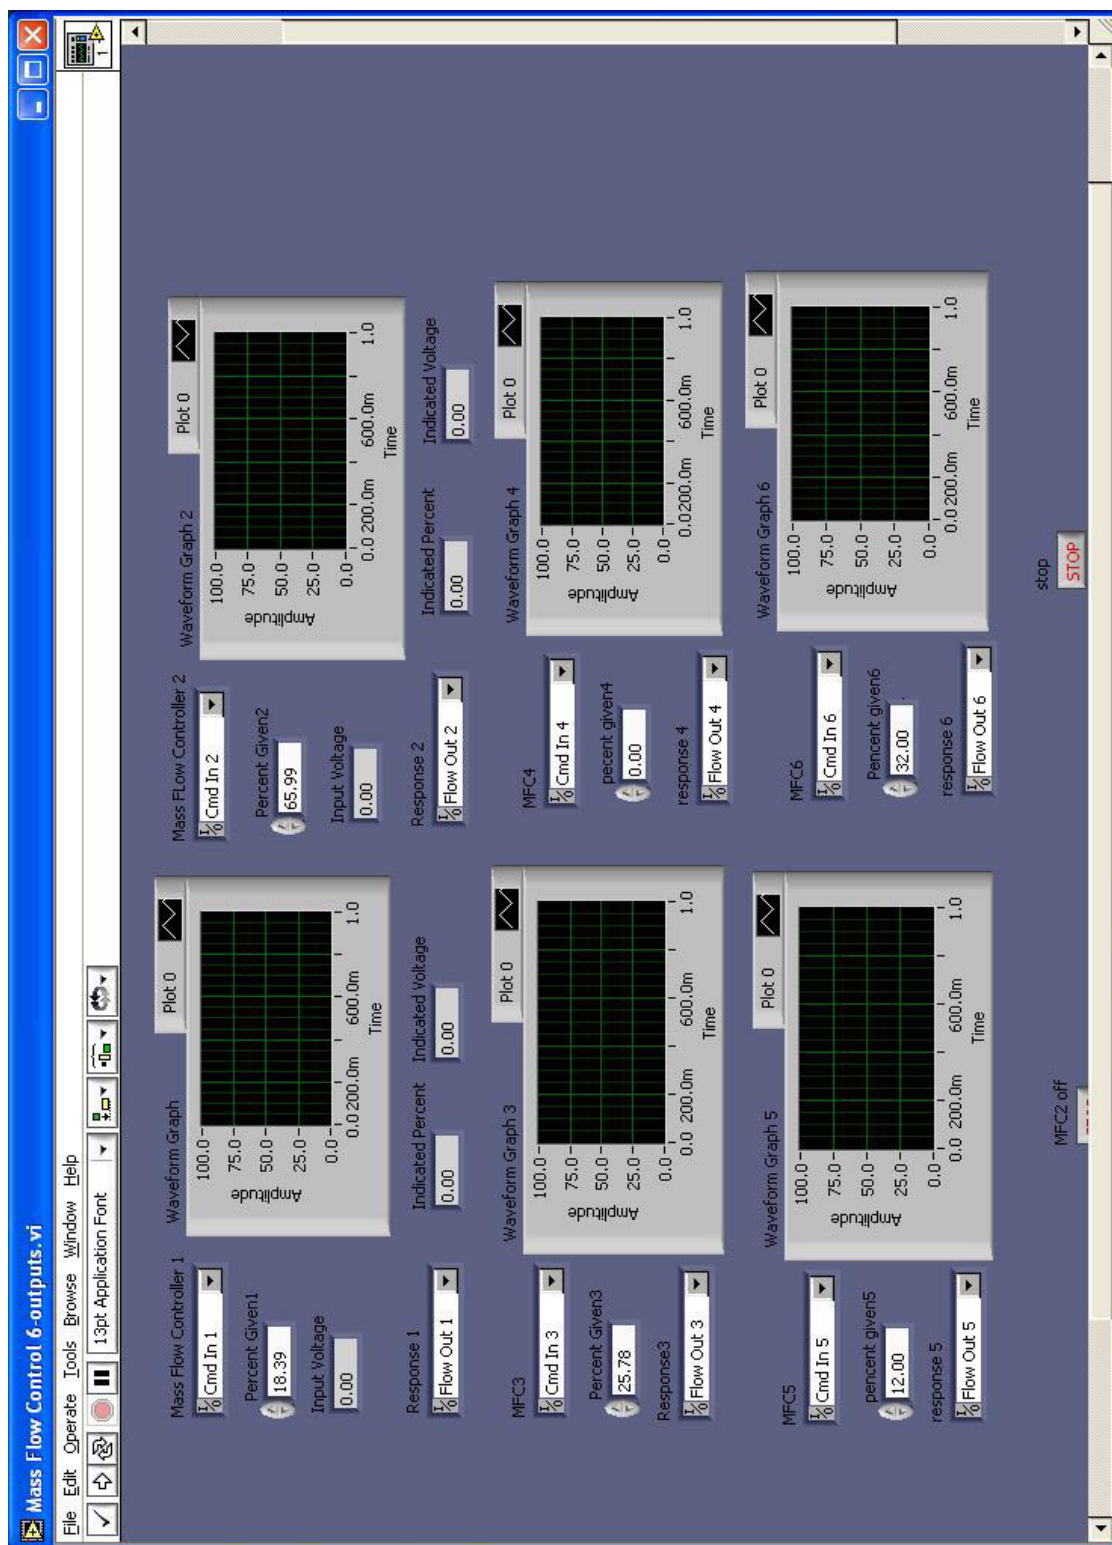 Mass Flow Control 6-outputs.vi
File Edit Operate Tools Browse Window Help
13pt Application Font
1
Mass Flow Controller 1
Cmd In 1
Percent Given1
18.39
Input Voltage
0.00
Response 1
Flow Out 1
Waveform Graph
Plot 0
100.0
75.0
50.0
25.0
0.0
Amplitude
0.0 200.0m 600.0m 1.0
Time
Indicated Percent
0.00
Indicated Voltage
0.00
Mass FLow Controller 2
Cmd In 2
Percent Given2
65.99
Input Voltage
0.00
Response 2
Flow Out 2
Waveform Graph 2
Plot 0
100.0
75.0
50.0
25.0
0.0
Amplitude
0.0 200.0m 600.0m 1.0
Time
Indicated Percent
0.00
Indicated Voltage
0.00
MFC3
Cmd In 3
Percent Given3
25.78
Response3
Flow Out 3
Waveform Graph 3
Plot 0
100.0
75.0
50.0
25.0
0.0
Amplitude
0.0 200.0m 600.0m 1.0
Time
MFC4
Cmd In 4
pecent given4
0.00
response 4
Flow Out 4
Waveform Graph 4
Plot 0
100.0
75.0
50.0
25.0
0.0
Amplitude
0.0 200.0m 600.0m 1.0
Time
MFC5
Cmd In 5
pencent given5
12.00
response 5
Flow Out 5
Waveform Graph 5
Plot 0
100.0
75.0
50.0
25.0
0.0
Amplitude
0.0 200.0m 600.0m 1.0
Time
MFC6
Cmd In 6
Pencent given6
32.00
response 6
Flow Out 6
Waveform Graph 6
Plot 0
100.0
75.0
50.0
25.0
0.0
Amplitude
0.0 200.0m 600.0m 1.0
Time
MFC2 off
stop
STOP